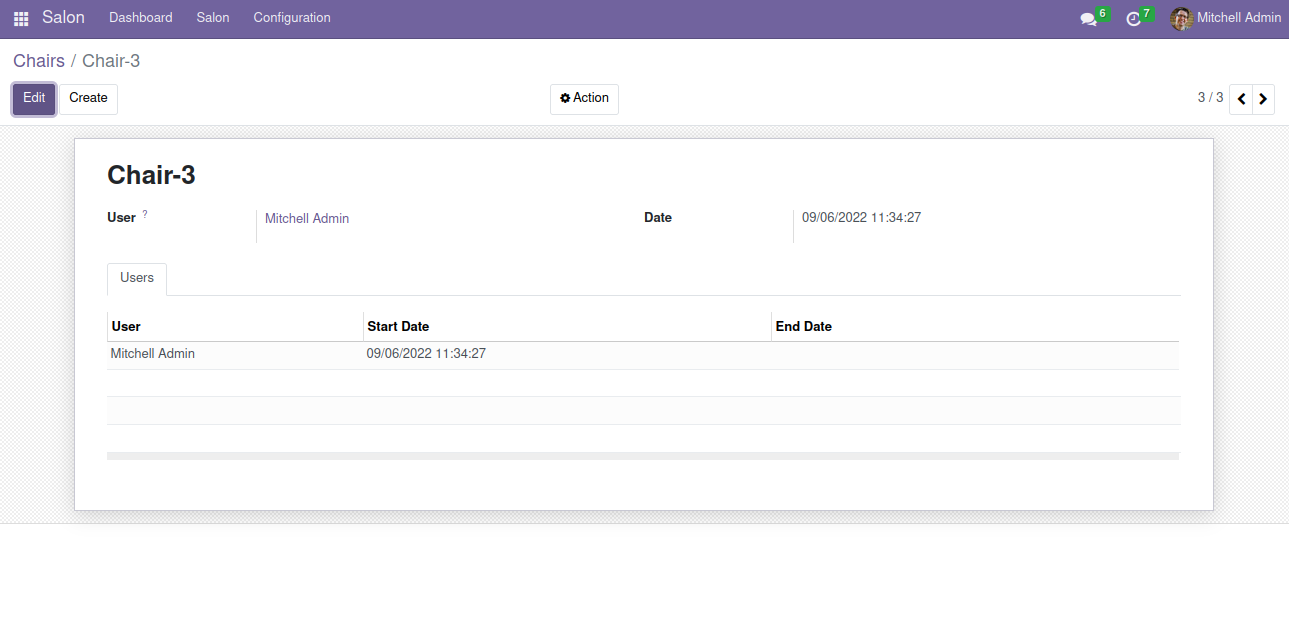 Salon Dashboard Salon Configuration 6 7 Mitchell Admin
Chairs / Chair-3
Edit Create Action 3 / 3
Chair-3
User ? Mitchell Admin Date 09/06/2022 11:34:27
Users
User Start Date End Date
Mitchell Admin 09/06/2022 11:34:27